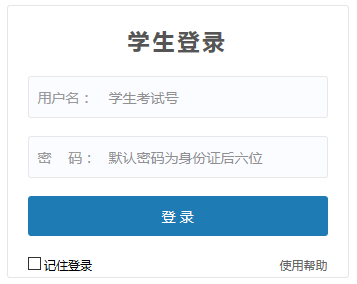 学生登录
用户名： 学生考试号
密 码： 默认密码为身份证后六位
登 录
记住登录 使用帮助